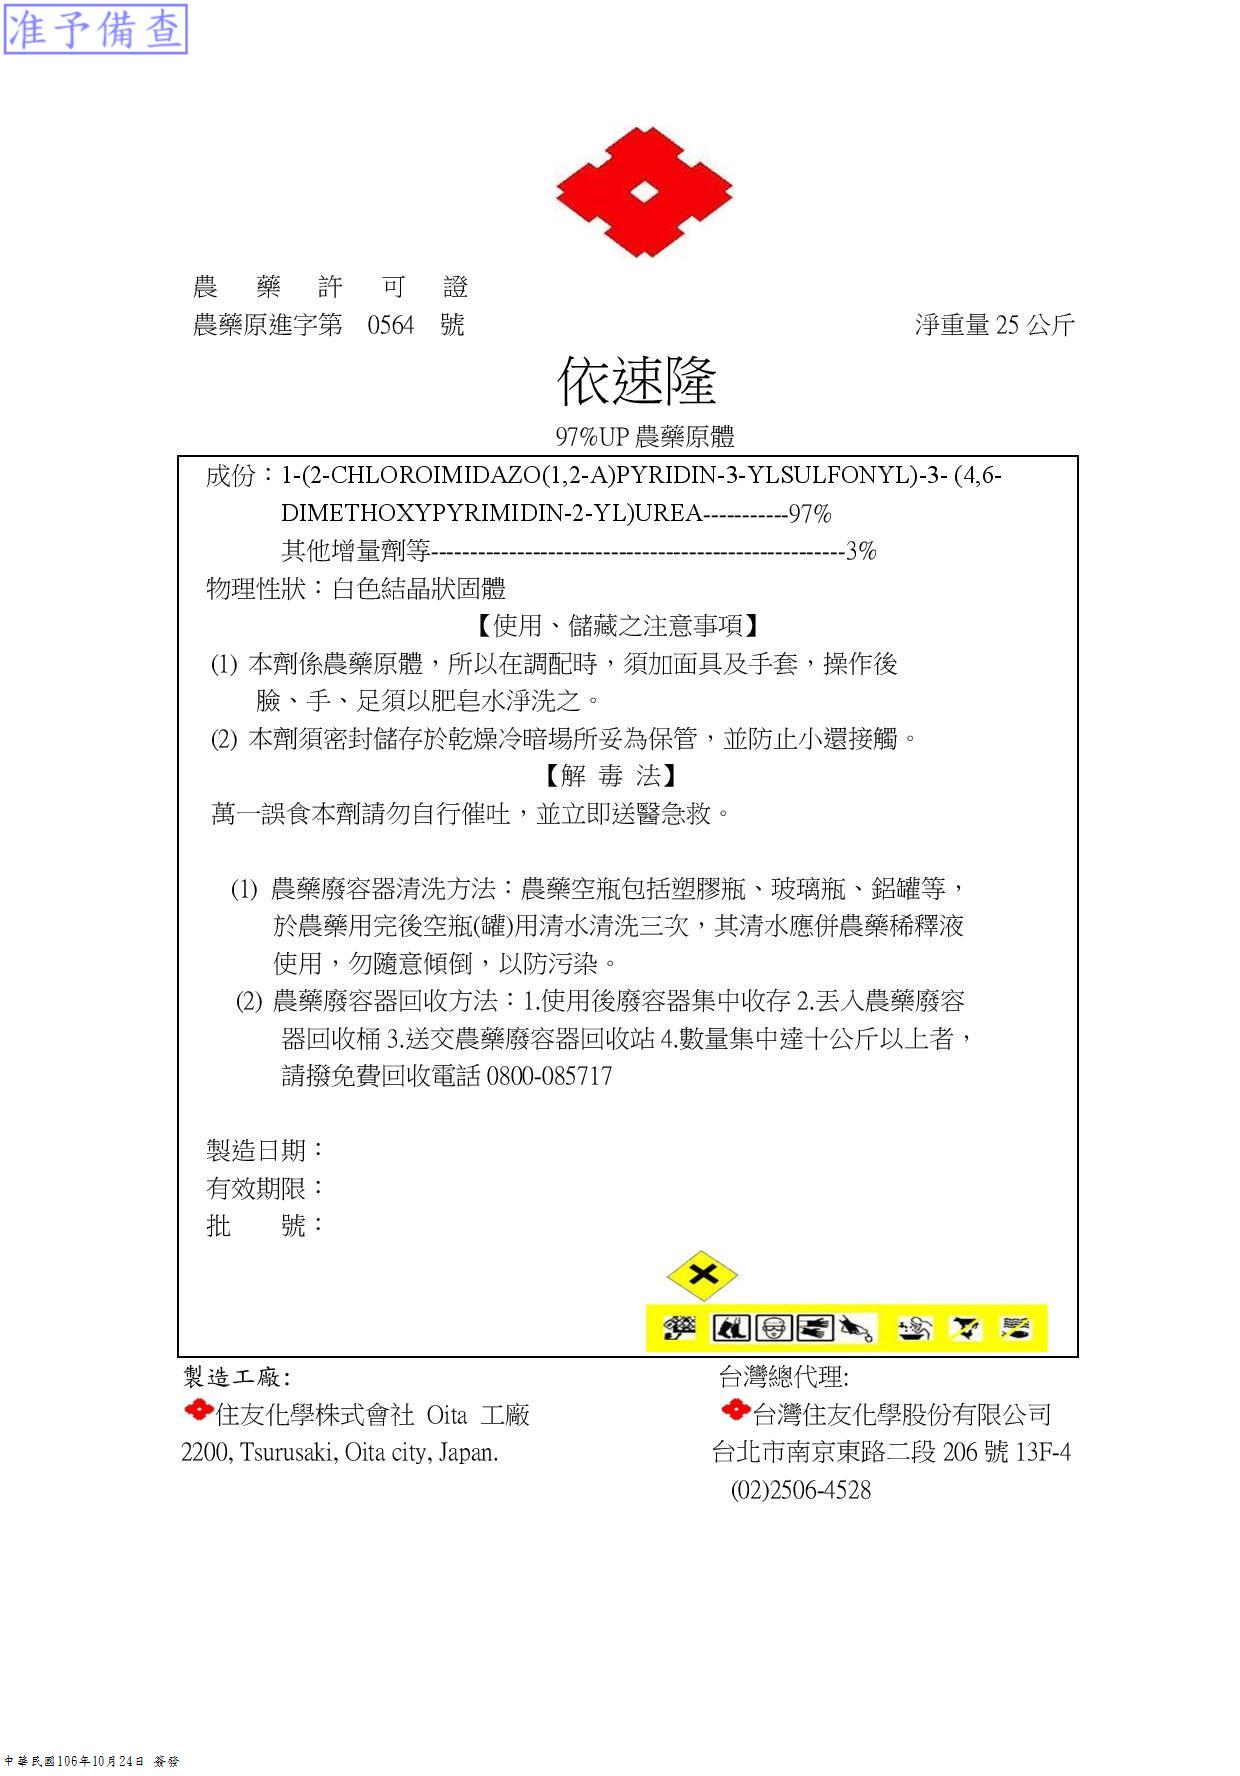 准予備查
農藥許可證
農藥原進字第 0564 號
淨重量 25 公斤
依速隆
97%UP 農藥原體
成份：1-(2-CHLOROIMIDAZO(1,2-A)PYRIDIN-3-YLSULFONYL)-3- (4,6-
DIMETHOXYPYRIMIDIN-2-YL)UREA-----------97%
其他增量劑等-----------------------------------------------------3%
物理性狀：白色結晶狀固體
【使用、儲藏之注意事項】
(1) 本劑係農藥原體，所以在調配時，須加面具及手套，操作後
臉、手、足須以肥皂水淨洗之。
(2) 本劑須密封儲存於乾燥冷暗場所妥為保管，並防止小還接觸。
【解 毒 法】
萬一誤食本劑請勿自行催吐，並立即送醫急救。
(1) 農藥廢容器清洗方法：農藥空瓶包括塑膠瓶、玻璃瓶、鋁罐等，
於農藥用完後空瓶(罐)用清水清洗三次，其清水應併農藥稀釋液
使用，勿隨意傾倒，以防污染。
(2) 農藥廢容器回收方法：1.使用後廢容器集中收存 2.丟入農藥廢容
器回收桶 3.送交農藥廢容器回收站 4.數量集中達十公斤以上者，
請撥免費回收電話 0800-085717
製造日期：
有效期限：
批　　號：
製造工廠:
住友化學株式會社 Oita 工廠
2200, Tsurusaki, Oita city, Japan.
台灣總代理:
台灣住友化學股份有限公司
台北市南京東路二段 206 號 13F-4
(02)2506-4528
中華民國106年10月24日 簽發